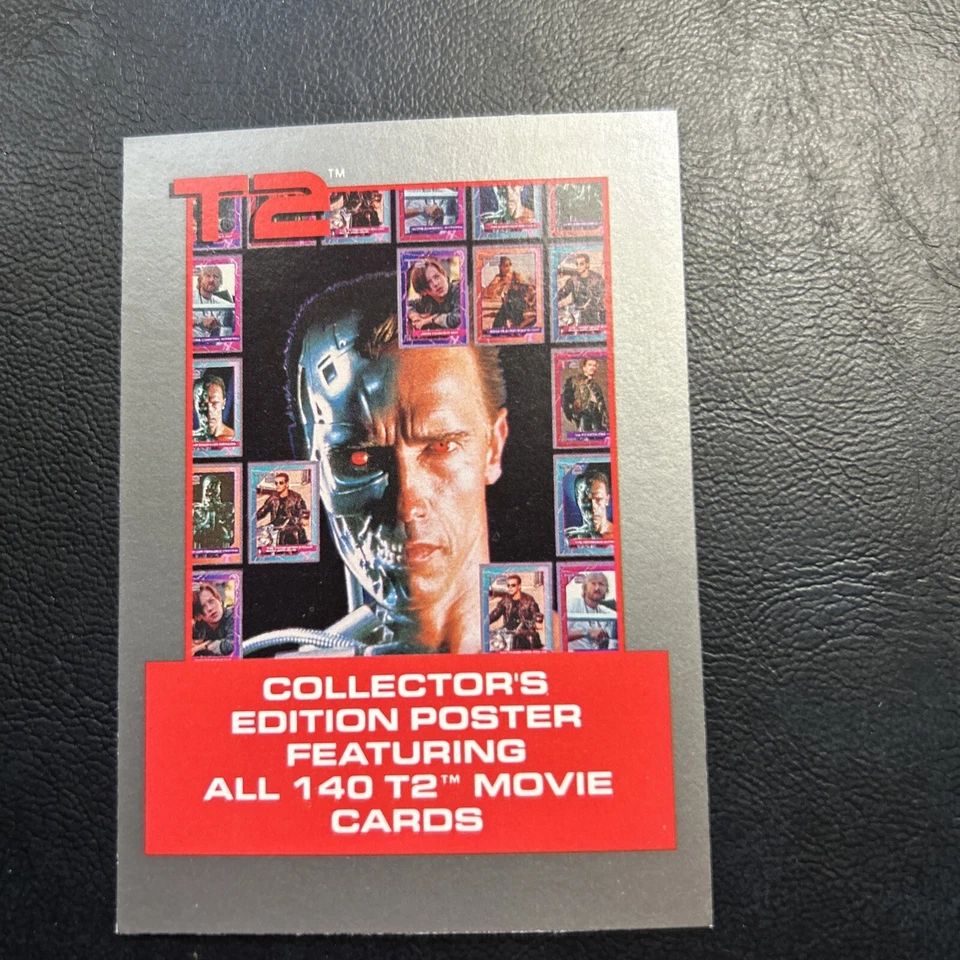 T2™
COLLECTOR'S
EDITION POSTER
FEATURING
ALL 140 T2™ MOVIE
CARDS